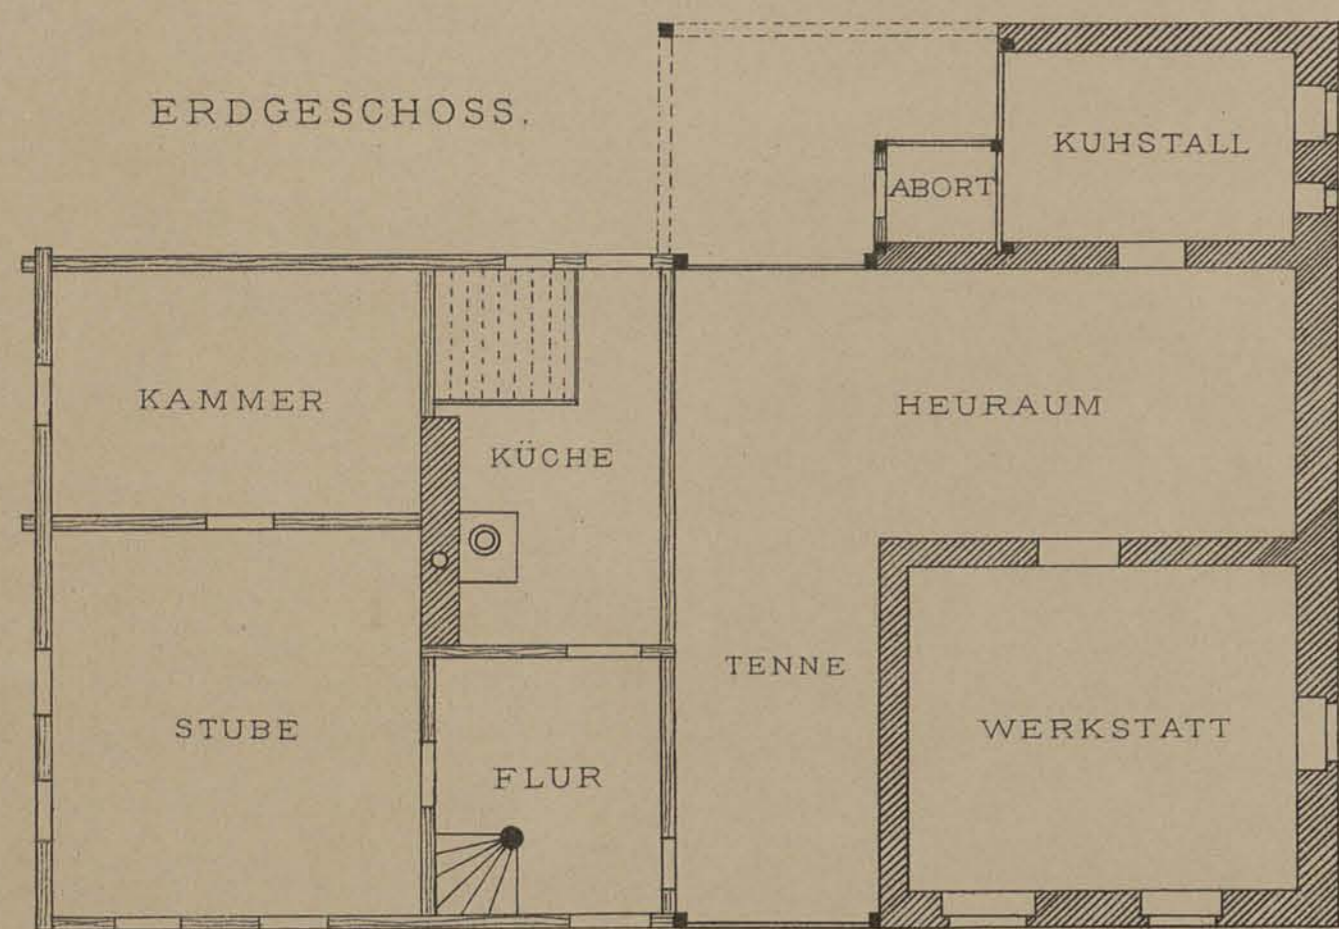 ERDGESCHOSS.
KUHSTALL
ABORT
KAMMER
HEURAUM
KÜCHE
TENNE
STUBE
WERKSTATT
FLUR